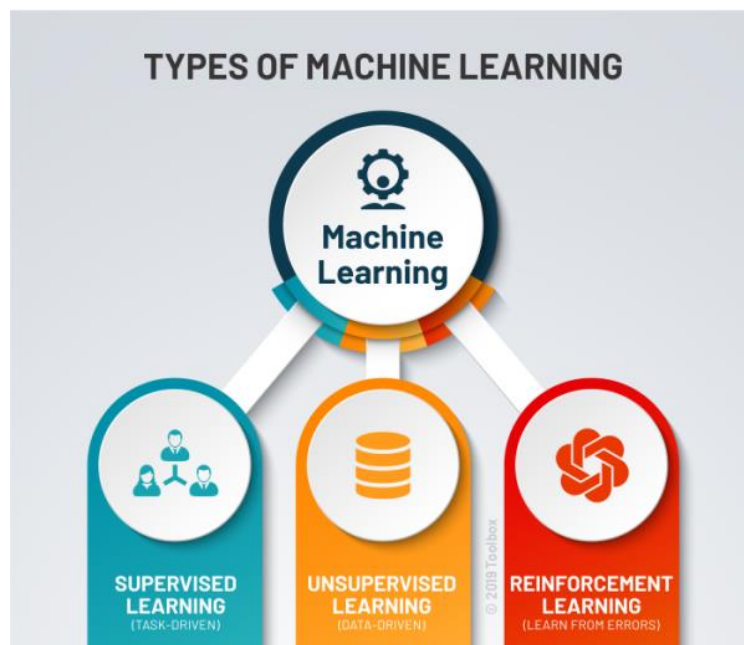 TYPES OF MACHINE LEARNING
Machine
Learning
SUPERVISED
LEARNING
(TASK-DRIVEN)
UNSUPERVISED
LEARNING
(DATA-DRIVEN)
© 2019 Toolbox
REINFORCEMENT
LEARNING
(LEARN FROM ERRORS)